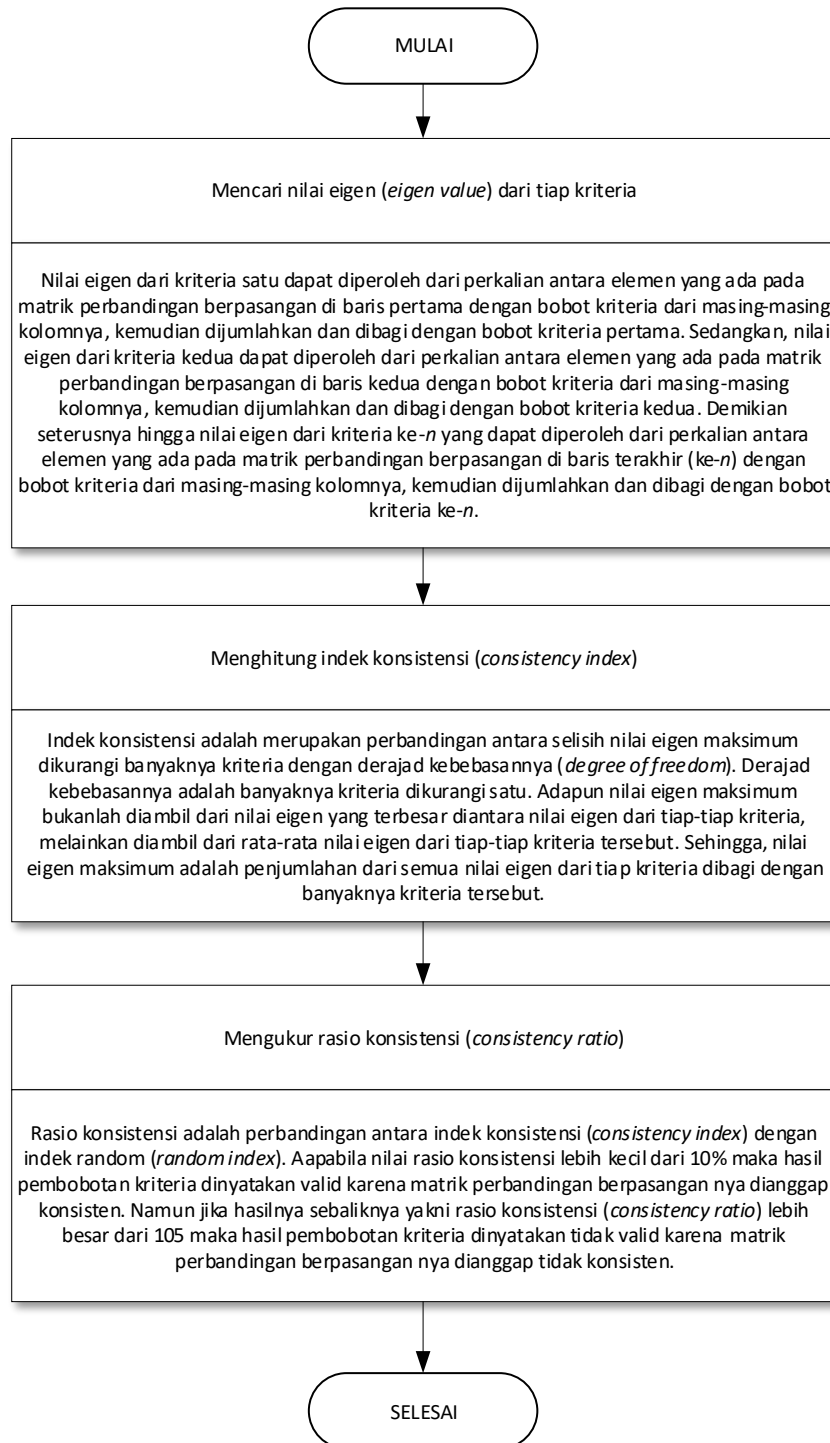 MULAI
Mencari nilai eigen (eigen value) dari tiap kriteria
Nilai eigen dari kriteria satu dapat diperoleh dari perkalian antara elemen yang ada pada
matrik perbandingan berpasangan di baris pertama dengan bobot kriteria dari masing-masing
kolomnya, kemudian dijumlahkan dan dibagi dengan bobot kriteria pertama. Sedangkan, nilai
eigen dari kriteria kedua dapat diperoleh dari perkalian antara elemen yang ada pada matrik
perbandingan berpasangan di baris kedua dengan bobot kriteria dari masing-masing
kolomnya, kemudian dijumlahkan dan dibagi dengan bobot kriteria kedua. Demikian
seterusnya hingga nilai eigen dari kriteria ke-n yang dapat diperoleh dari perkalian antara
elemen yang ada pada matrik perbandingan berpasangan di baris terakhir (ke-n) dengan
bobot kriteria dari masing-masing kolomnya, kemudian dijumlahkan dan dibagi dengan bobot
kriteria ke-n.
Menghitung indek konsistensi (consistency index)
Indek konsistensi adalah merupakan perbandingan antara selisih nilai eigen maksimum
dikurangi banyaknya kriteria dengan derajad kebebasannya (degree of freedom). Derajad
kebebasannya adalah banyaknya kriteria dikurangi satu. Adapun nilai eigen maksimum
bukanlah diambil dari nilai eigen yang terbesar diantara nilai eigen dari tiap-tiap kriteria,
melainkan diambil dari rata-rata nilai eigen dari tiap-tiap kriteria tersebut. Sehingga, nilai
eigen maksimum adalah penjumlahan dari semua nilai eigen dari tiap kriteria dibagi dengan
banyaknya kriteria tersebut.
Mengukur rasio konsistensi (consistency ratio)
Rasio konsistensi adalah perbandingan antara indek konsistensi (consistency index) dengan
indek random (random index). Aapabila nilai rasio konsistensi lebih kecil dari 10% maka hasil
pembobotan kriteria dinyatakan valid karena matrik perbandingan berpasangan nya dianggap
konsisten. Namun jika hasilnya sebaliknya yakni rasio konsistensi (consistency ratio) lebih
besar dari 105 maka hasil pembobotan kriteria dinyatakan tidak valid karena matrik
perbandingan berpasangan nya dianggap tidak konsisten.
SELESAI